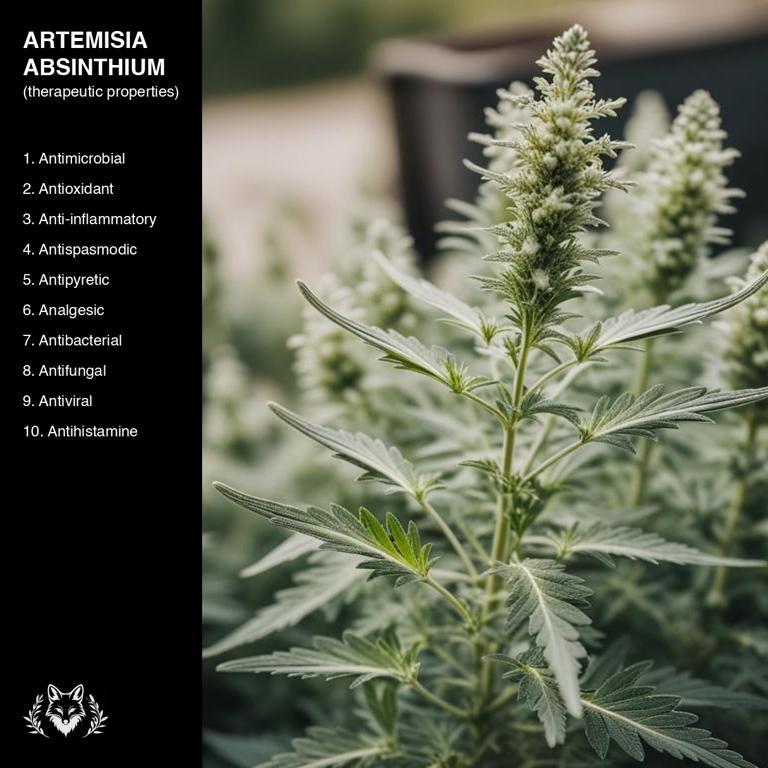 ARTEMISIA
ABSINTHIUM
(therapeutic properties)
1. Antimicrobial
2. Antioxidant
3. Anti-inflammatory
4. Antispasmodic
5. Antipyretic
6. Analgesic
7. Antibacterial
8. Antifungal
9. Antiviral
10. Antihistamine